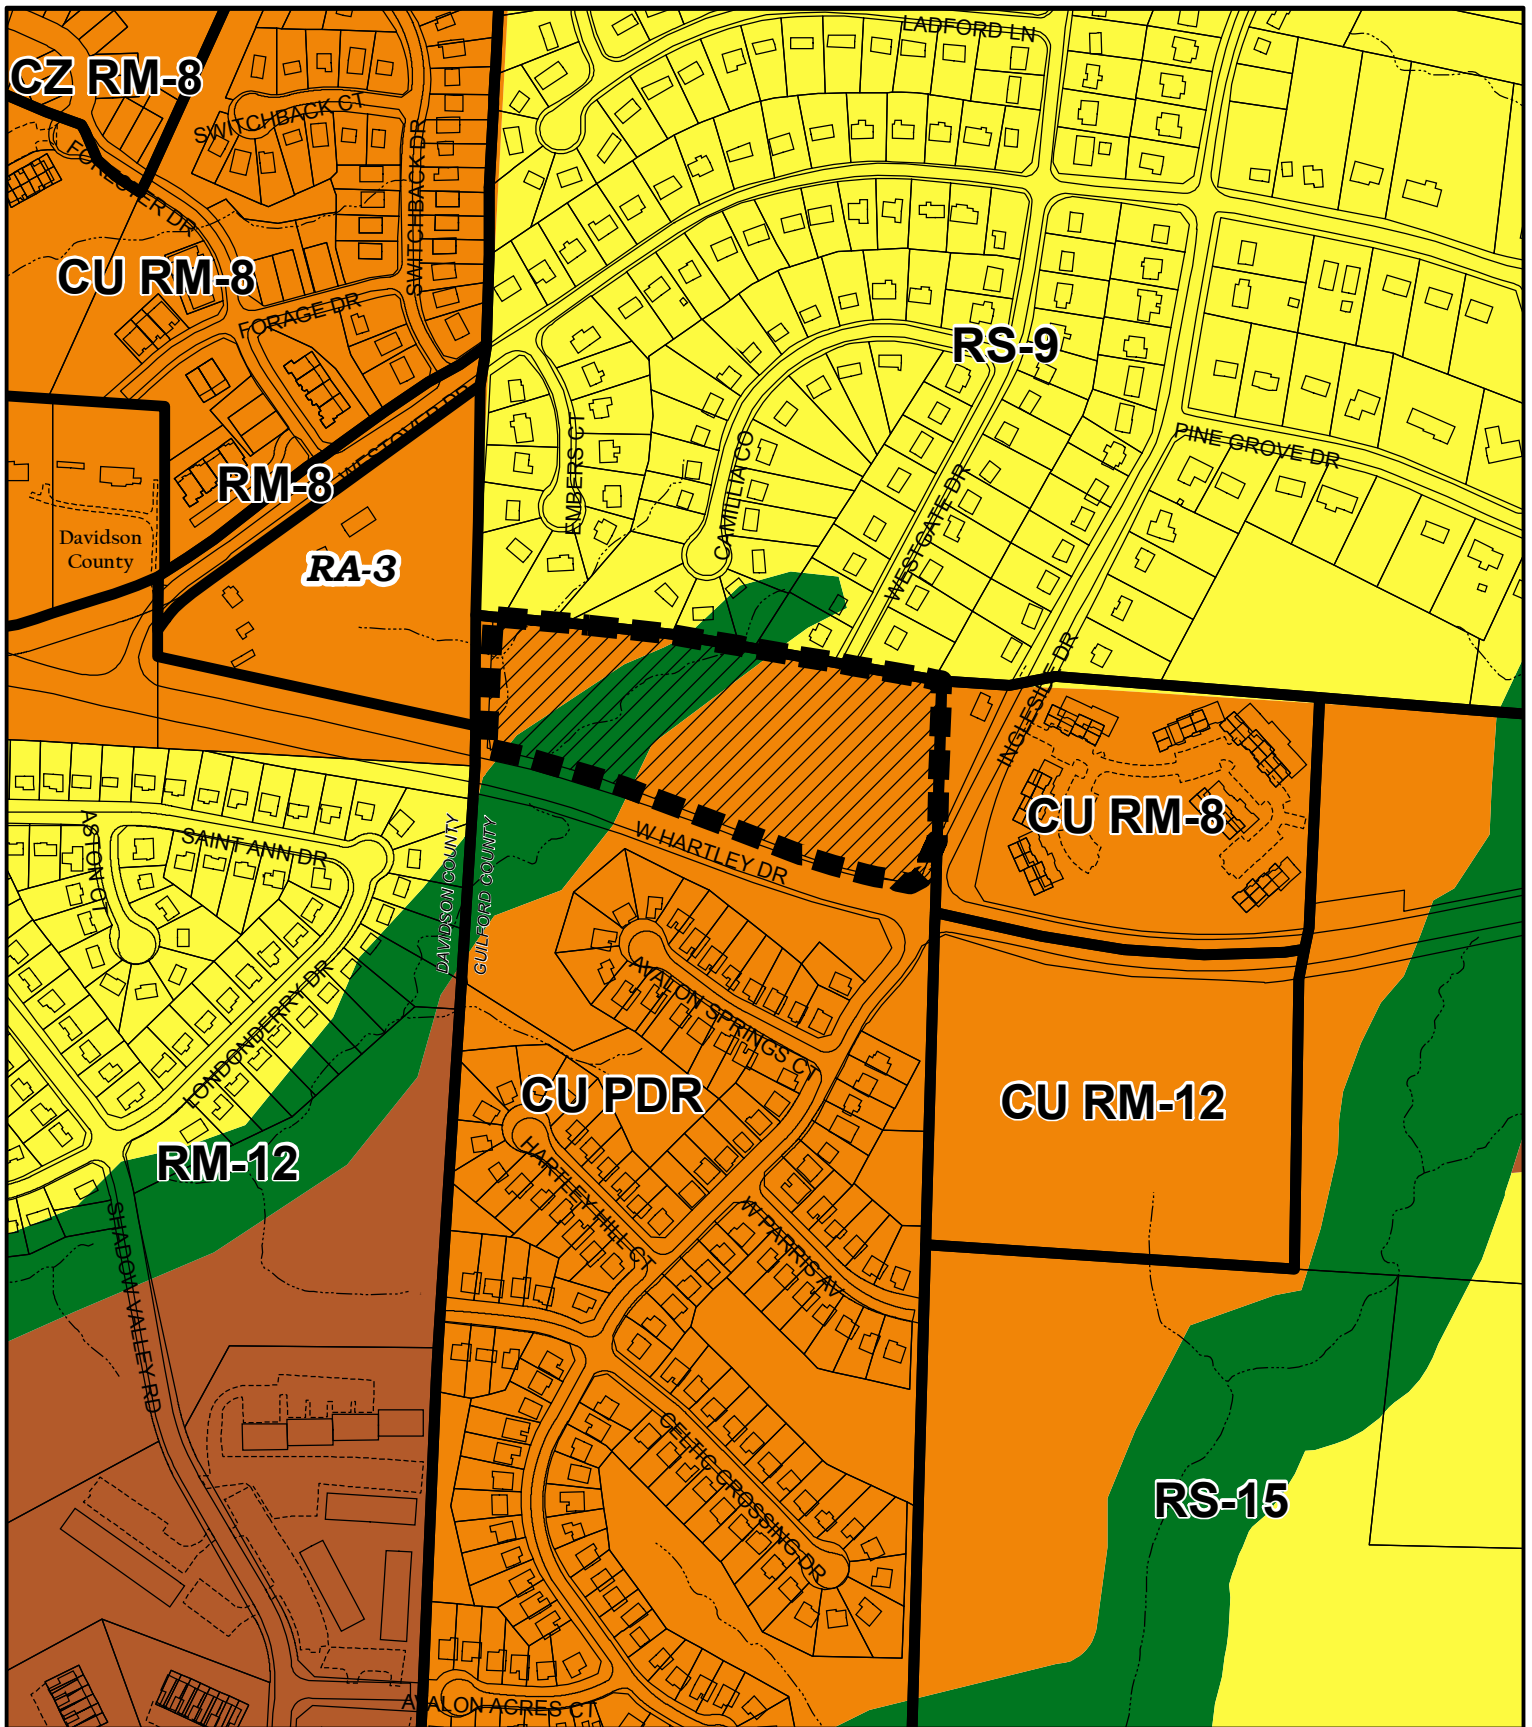 LADFORD LN
CZ RM-8
SWITCHBACK CT
SWITCHBACK DR
FORESTER DR
CU RM-8
FORAGE DR
RS-9
WESTOVER DR
EMBERS CT
CAMILLIA CO
PINE GROVE DR
WESTGATE DR
RM-8
Davidson
County
RA-3
INGLESIDE DR
CU RM-8
W HARTLEY DR
ASTON CT
SAINT ANN DR
DAVIDSON COUNTY
GUILFORD COUNTY
AVALON SPRINGS CT
LONDONDERRY DR
CU PDR
CU RM-12
RM-12
HARTLEY HILL CT
W PARRIS AV
SHADOW VALLEY RD
CELTIC CROSSING DR
RS-15
AVALON ACRES CT